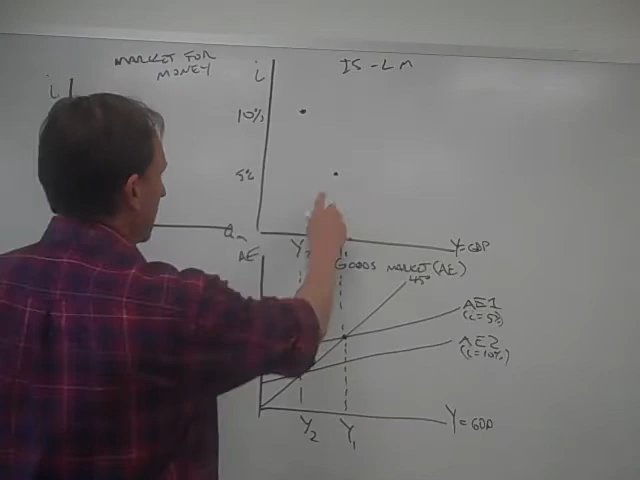 MARKET FOR
MONEY
i
i
IS-LM
10%
5%
Qm
Y=GDP
AE
GOODS MARKET (AE)
45°
AE1
(i=5%)
AE2
(i=10%)
Y=GDP
Y2
Y1